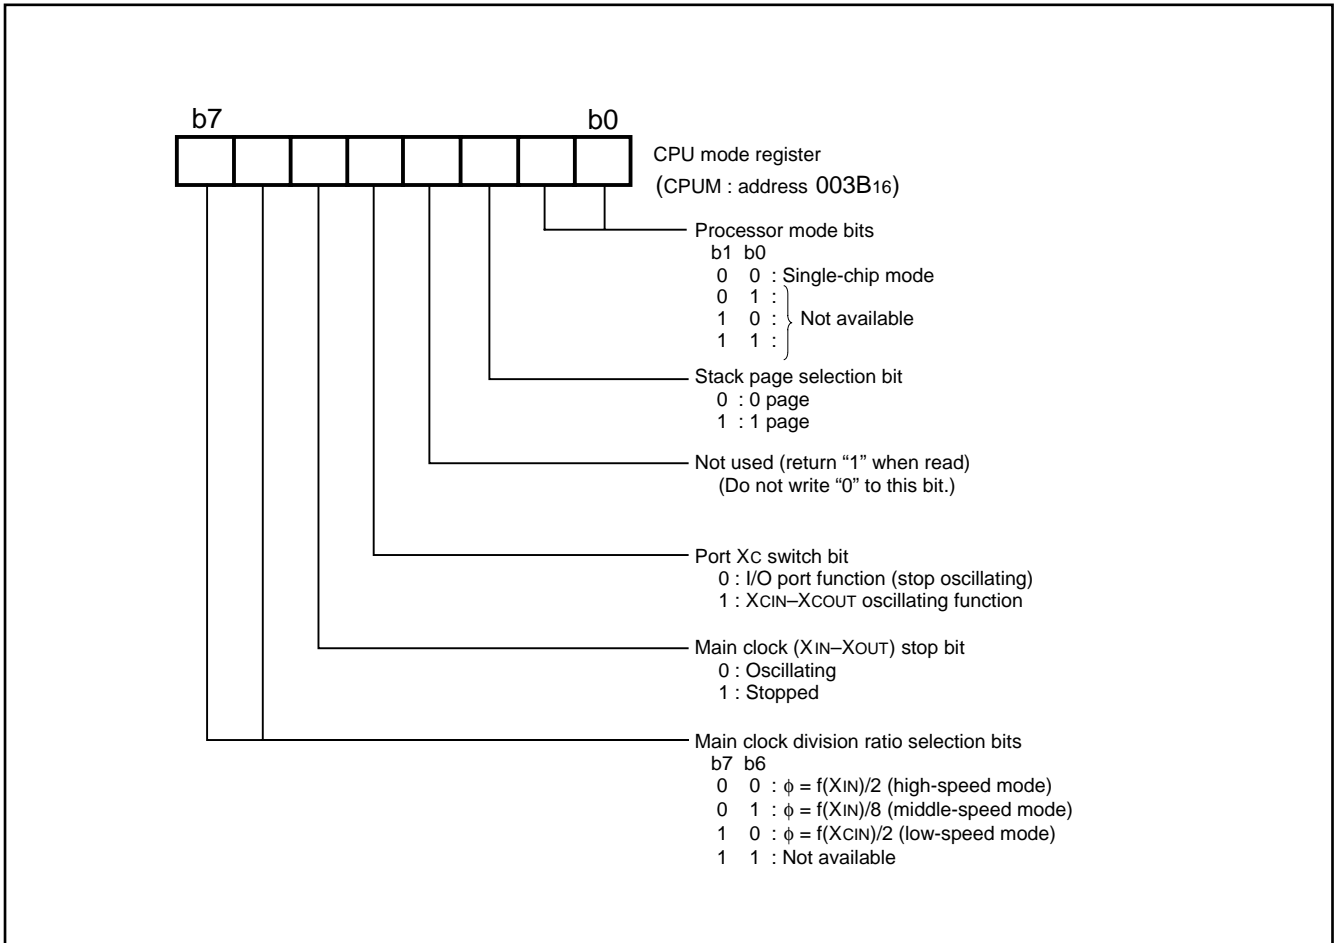 b7 b0
CPU mode register
(CPUM : address 003B16)
Processor mode bits
b1 b0
0 0 : Single-chip mode
0 1 :
1 0 : Not available
1 1 :
Stack page selection bit
0 : 0 page
1 : 1 page
Not used (return “1” when read)
(Do not write “0” to this bit.)
Port XC switch bit
0 : I/O port function (stop oscillating)
1 : XCIN–XCOUT oscillating function
Main clock (XIN–XOUT) stop bit
0 : Oscillating
1 : Stopped
Main clock division ratio selection bits
b7 b6
0 0 : φ = f(XIN)/2 (high-speed mode)
0 1 : φ = f(XIN)/8 (middle-speed mode)
1 0 : φ = f(XCIN)/2 (low-speed mode)
1 1 : Not available